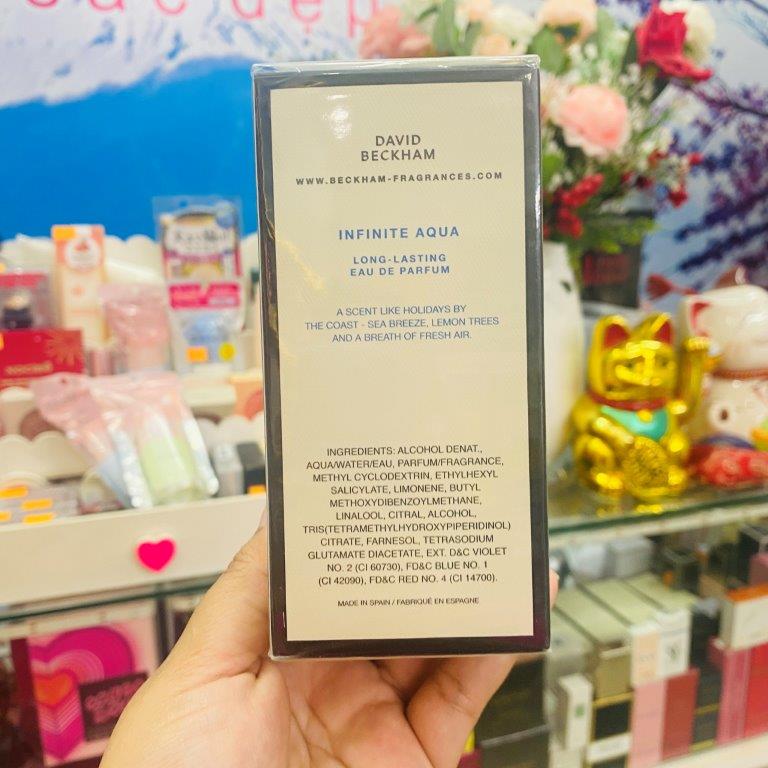 sắc đẹp
DAVID
BECKHAM
WWW.BECKHAM-FRAGRANCES.COM
INFINITE AQUA
LONG-LASTING
EAU DE PARFUM
A SCENT LIKE HOLIDAYS BY
THE COAST - SEA BREEZE, LEMON TREES
AND A BREATH OF FRESH AIR.
INGREDIENTS: ALCOHOL DENAT.,
AQUA/WATER/EAU, PARFUM/FRAGRANCE,
METHYL CYCLODEXTRIN, ETHYLHEXYL
SALICYLATE, LIMONENE, BUTYL
METHOXYDIBENZOYLMETHANE,
LINALOOL, CITRAL, ALCOHOL,
TRIS(TETRAMETHYLHYDROXYPIPERIDINOL)
CITRATE, FARNESOL, TETRASODIUM
GLUTAMATE DIACETATE, EXT. D&C VIOLET
NO. 2 (CI 60730), FD&C BLUE NO. 1
(CI 42090), FD&C RED NO. 4 (CI 14700).
MADE IN SPAIN / FABRIQUÉ EN ESPAGNE